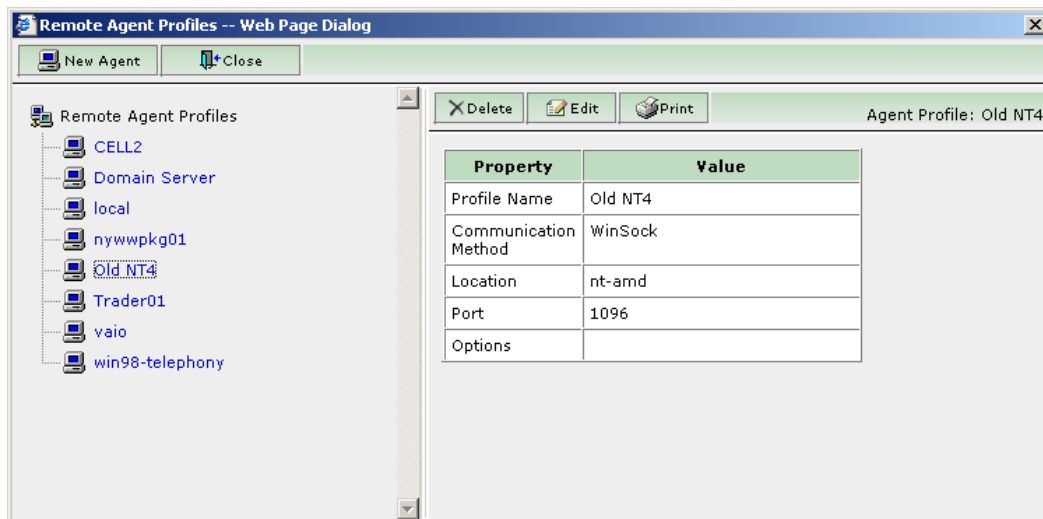 Remote Agent Profiles -- Web Page Dialog
New Agent Close
Remote Agent Profiles
CELL2
Domain Server
local
nywwpkg01
Old NT4
Trader01
vaio
win98-telephony
Delete Edit Print Agent Profile: Old NT4
Property Value
Profile Name Old NT4
Communication Method WinSock
Location nt-amd
Port 1096
Options